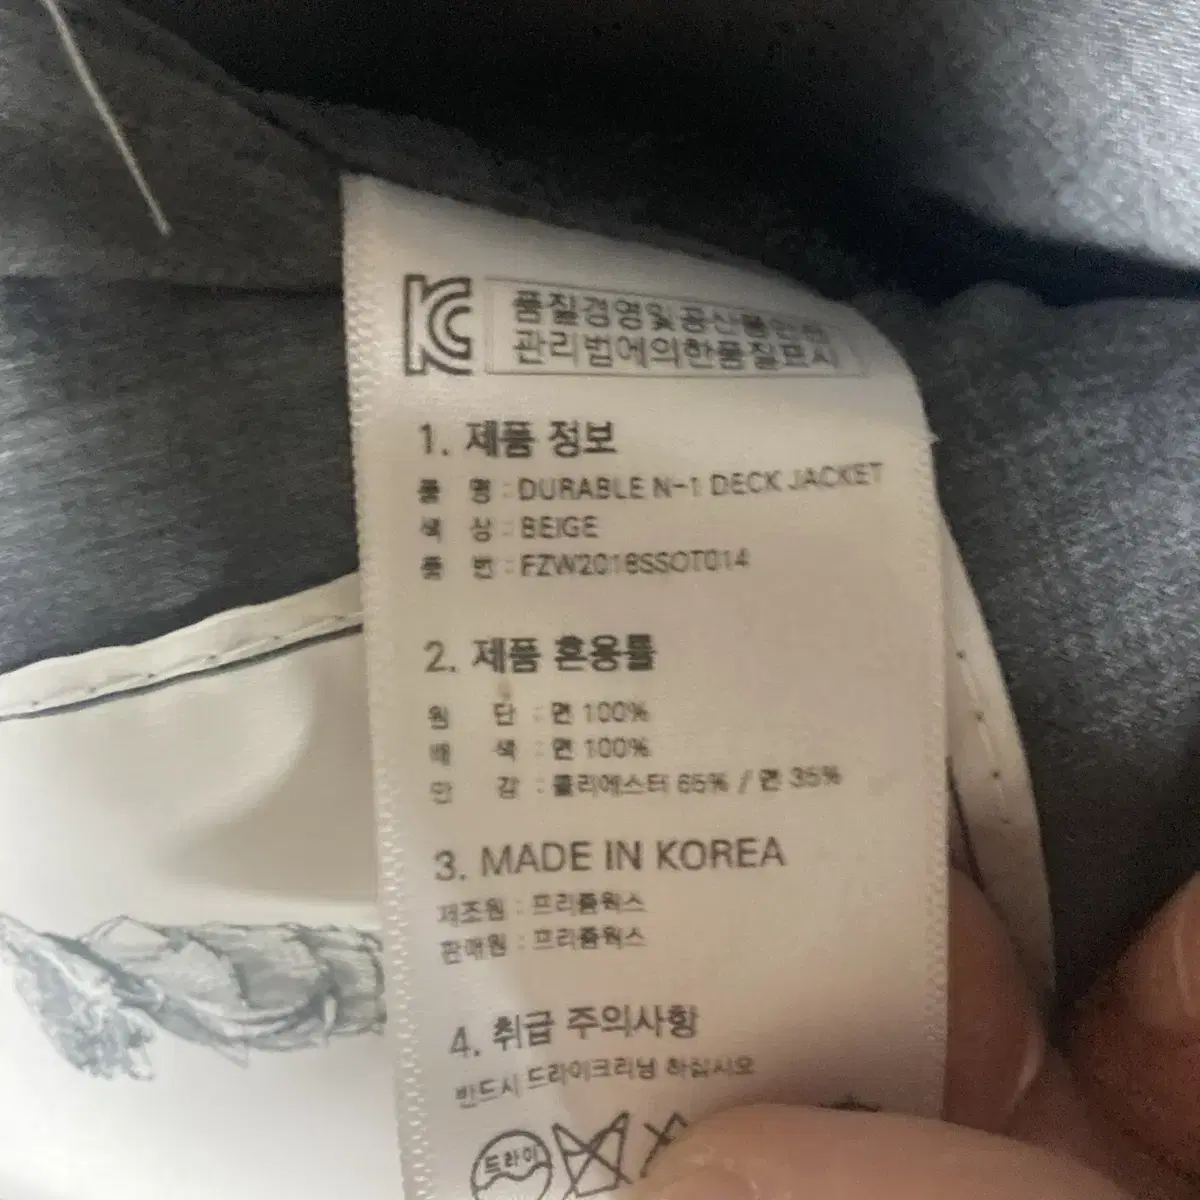 KC
품질경영및공산품안전
관리법에의한품질표시
1. 제품 정보
품 명 : DURABLE N-1 DECK JACKET
색 상 : BEIGE
품 번 : FZW2018SSOT014
2. 제품 혼용률
원 단 : 면 100%
배 색 : 면 100%
안 감 : 폴리에스터 65% / 면 35%
3. MADE IN KOREA
제조원 : 프리즘웍스
판매원 : 프리즘웍스
4. 취급 주의사항
반드시 드라이크리닝 하십시오
드라이